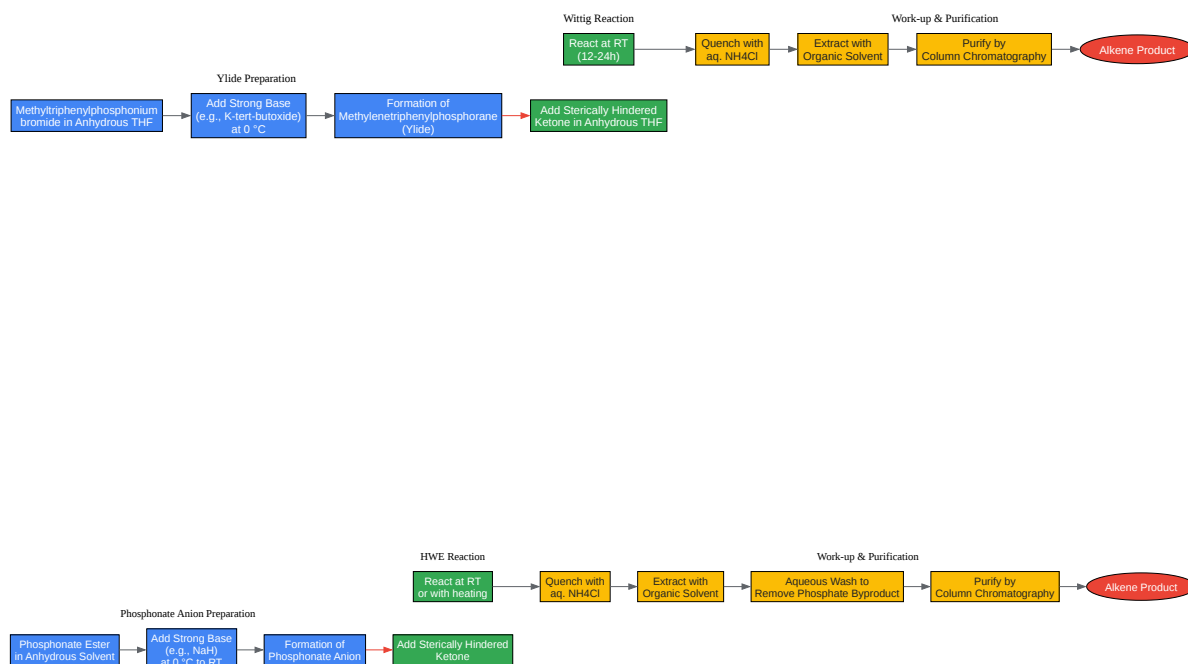 Wittig Reaction
Work-up & Purification
React at RT
(12-24h)
Quench with
aq. NH4Cl
Extract with
Organic Solvent
Purify by
Column Chromatography
Alkene Product
Ylide Preparation
Methyltriphenylphosphonium
bromide in Anhydrous THF
Add Strong Base
(e.g., K-tert-butoxide)
at 0 °C
Formation of
Methylenetriphenylphosphorane
(Ylide)
Add Sterically Hindered
Ketone in Anhydrous THF
HWE Reaction
Work-up & Purification
React at RT
or with heating
Quench with
aq. NH4Cl
Extract with
Organic Solvent
Aqueous Wash to
Remove Phosphate Byproduct
Purify by
Column Chromatography
Alkene Product
Phosphonate Anion Preparation
Phosphonate Ester
in Anhydrous Solvent
Add Strong Base
(e.g., NaH)
at 0 °C to RT
Formation of
Phosphonate Anion
Add Sterically Hindered
Ketone